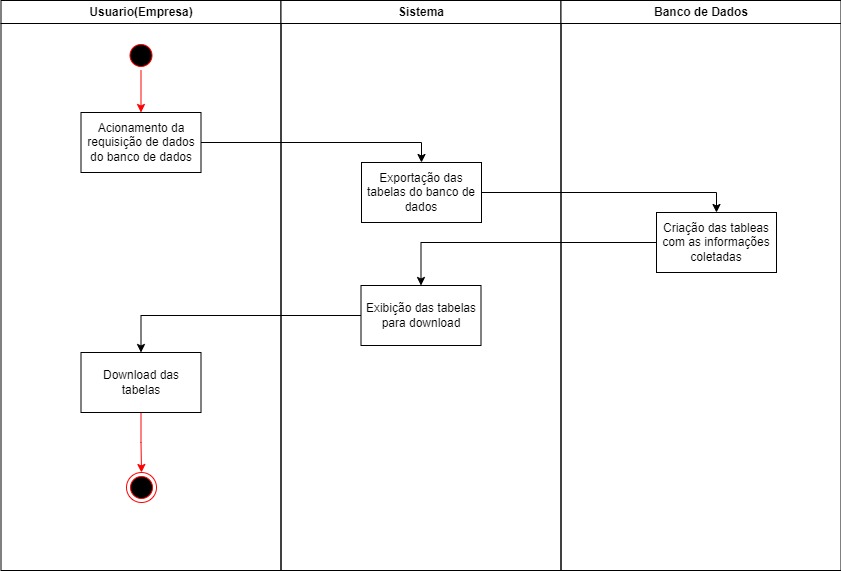 Usuario(Empresa)
Sistema
Banco de Dados
Acionamento da
requisição de dados
do banco de dados
Exportação das
tabelas do banco de
dados
Criação das tableas
com as informações
coletadas
Exibição das tabelas
para download
Download das
tabelas